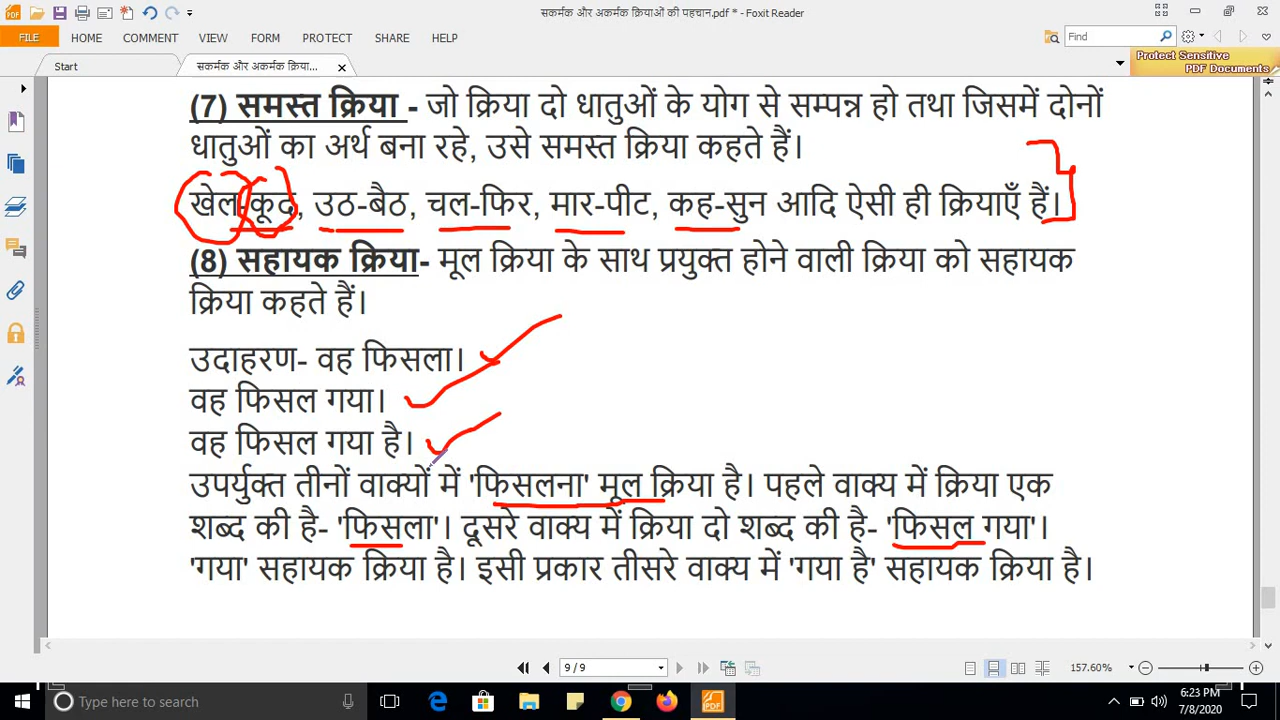 सकर्मक और अकर्मक क्रियाओं की पहचान.pdf * - Foxit Reader
FILE HOME COMMENT VIEW FORM PROTECT SHARE HELP Find
Start सकर्मक और अकर्मक क्रिया... Protect Sensitive
PDF Documents
(7) समस्त क्रिया - जो क्रिया दो धातुओं के योग से सम्पन्न हो तथा जिसमें दोनों
धातुओं का अर्थ बना रहे, उसे समस्त क्रिया कहते हैं।
खेल-कूद, उठ-बैठ, चल-फिर, मार-पीट, कह-सुन आदि ऐसी ही क्रियाएँ हैं।
(8) सहायक क्रिया- मूल क्रिया के साथ प्रयुक्त होने वाली क्रिया को सहायक
क्रिया कहते हैं।
उदाहरण- वह फिसला।
वह फिसल गया।
वह फिसल गया है।
उपर्युक्त तीनों वाक्यों में 'फिसलना' मूल क्रिया है। पहले वाक्य में क्रिया एक
शब्द की है- 'फिसला'। दूसरे वाक्य में क्रिया दो शब्द की है- 'फिसल गया'।
'गया' सहायक क्रिया है। इसी प्रकार तीसरे वाक्य में 'गया है' सहायक क्रिया है।
9 / 9 157.60%
Type here to search 6:23 PM
7/8/2020